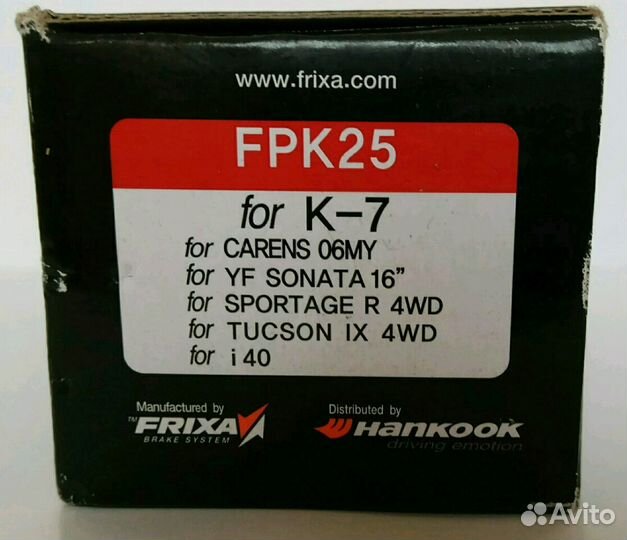 www.frixa.com
FPK25
for K-7
for CARENS 06MY
for YF SONATA 16"
for SPORTAGE R 4WD
for TUCSON IX 4WD
for i 40
Manufactured by
™FRIXA
BRAKE SYSTEM
Distributed by
HANKOOK
driving emotion
Avito